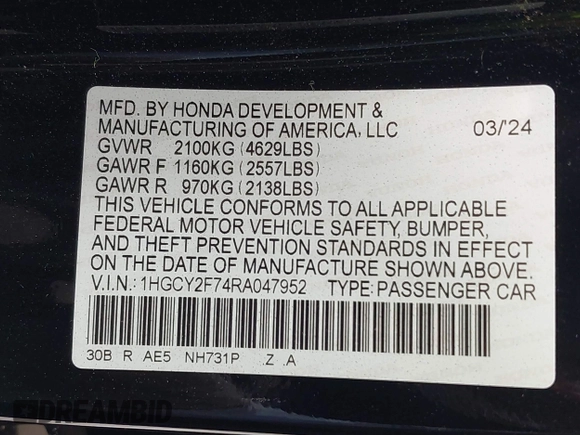 MFD. BY HONDA DEVELOPMENT &
MANUFACTURING OF AMERICA, LLC 03/'24
GVWR 2100KG (4629LBS)
GAWR F 1160KG (2557LBS)
GAWR R 970KG (2138LBS)
THIS VEHICLE CONFORMS TO ALL APPLICABLE
FEDERAL MOTOR VEHICLE SAFETY, BUMPER,
AND THEFT PREVENTION STANDARDS IN EFFECT
ON THE DATE OF MANUFACTURE SHOWN ABOVE.
V.I.N.: 1HGCY2F74RA047952 TYPE: PASSENGER CAR
30B R AE5 NH731P .Z .A
DREAMBID